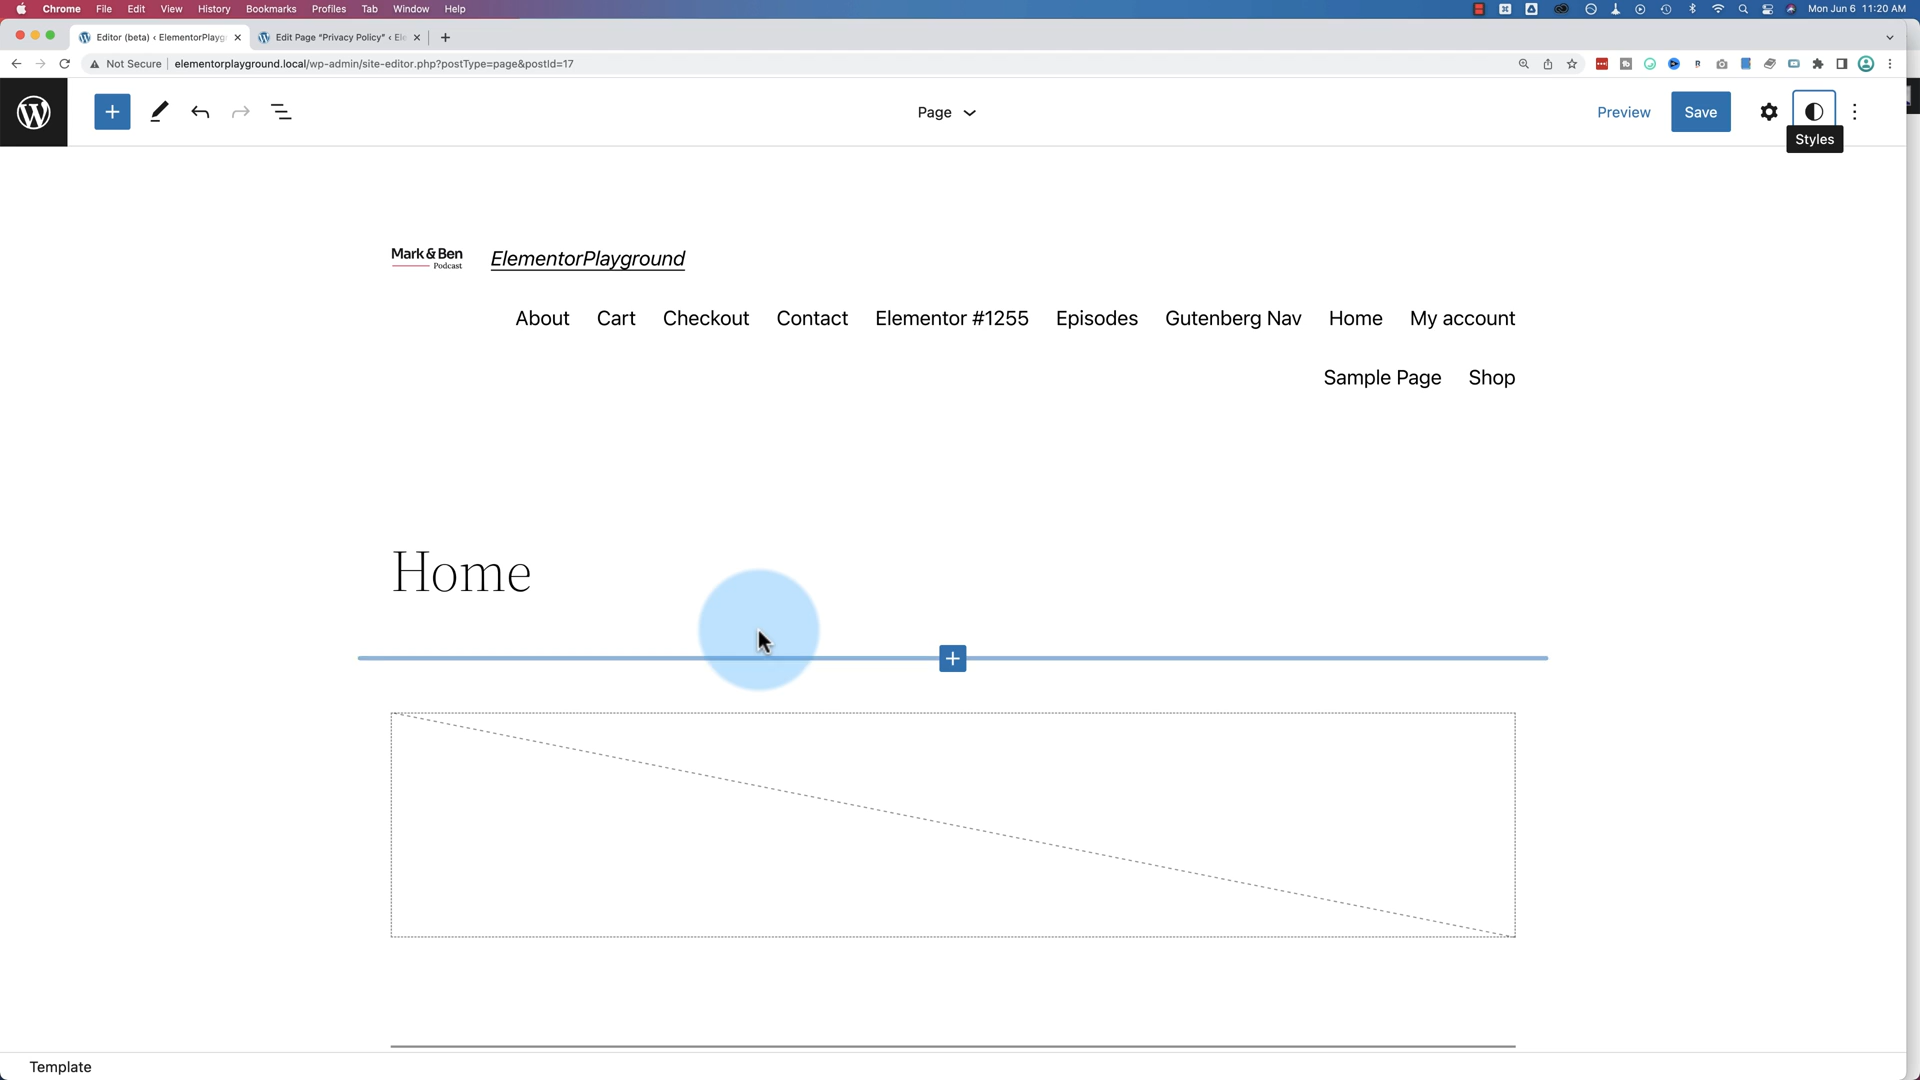 Chrome File Edit View History Bookmarks Profiles Tab Window Help
Mon Jun 6 11:20 AM
Editor (beta) ‹ ElementorPlayg
Edit Page “Privacy Policy” ‹ Ele
Not Secure
elementorplayground.local/wp-admin/site-editor.php?postType=page&postId=17
Page
Preview
Save
Styles
Mark & Ben
Podcast
ElementorPlayground
About Cart Checkout Contact Elementor #1255 Episodes Gutenberg Nav Home My account
Sample Page Shop
Home
Template